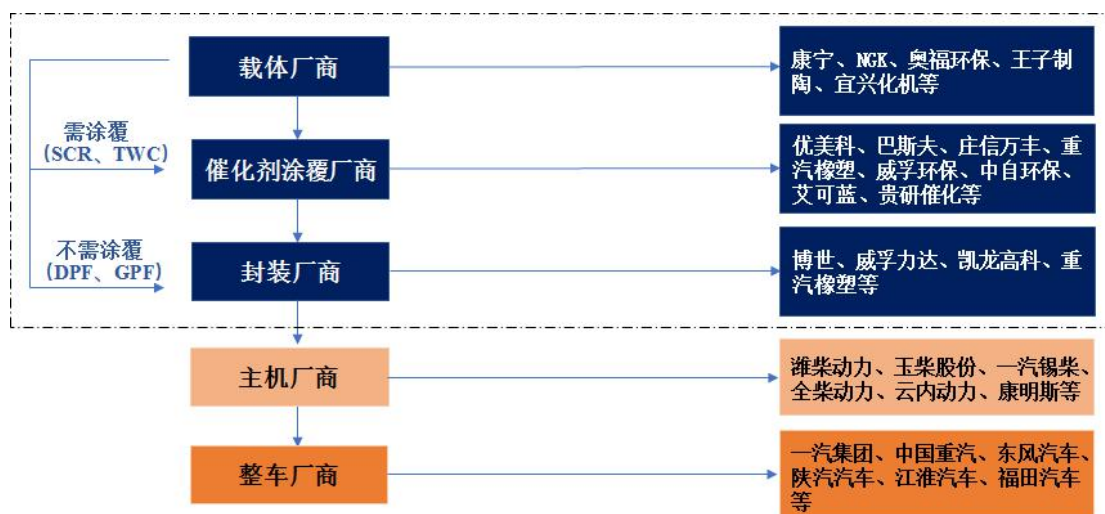 载体厂商
康宁、NGK、奥福环保、王子制
陶、宜兴化机等
需涂覆
(SCR、TWC)
催化剂涂覆厂商
优美科、巴斯夫、庄信万丰、重
汽橡塑、威孚环保、中自环保、
艾可蓝、贵研催化等
不需涂覆
(DPF、GPF)
封装厂商
博世、威孚力达、凯龙高科、重
汽橡塑等
主机厂商
潍柴动力、玉柴股份、一汽锡柴、
全柴动力、云内动力、康明斯等
整车厂商
一汽集团、中国重汽、东风汽车、
陕汽汽车、江淮汽车、福田汽车
等